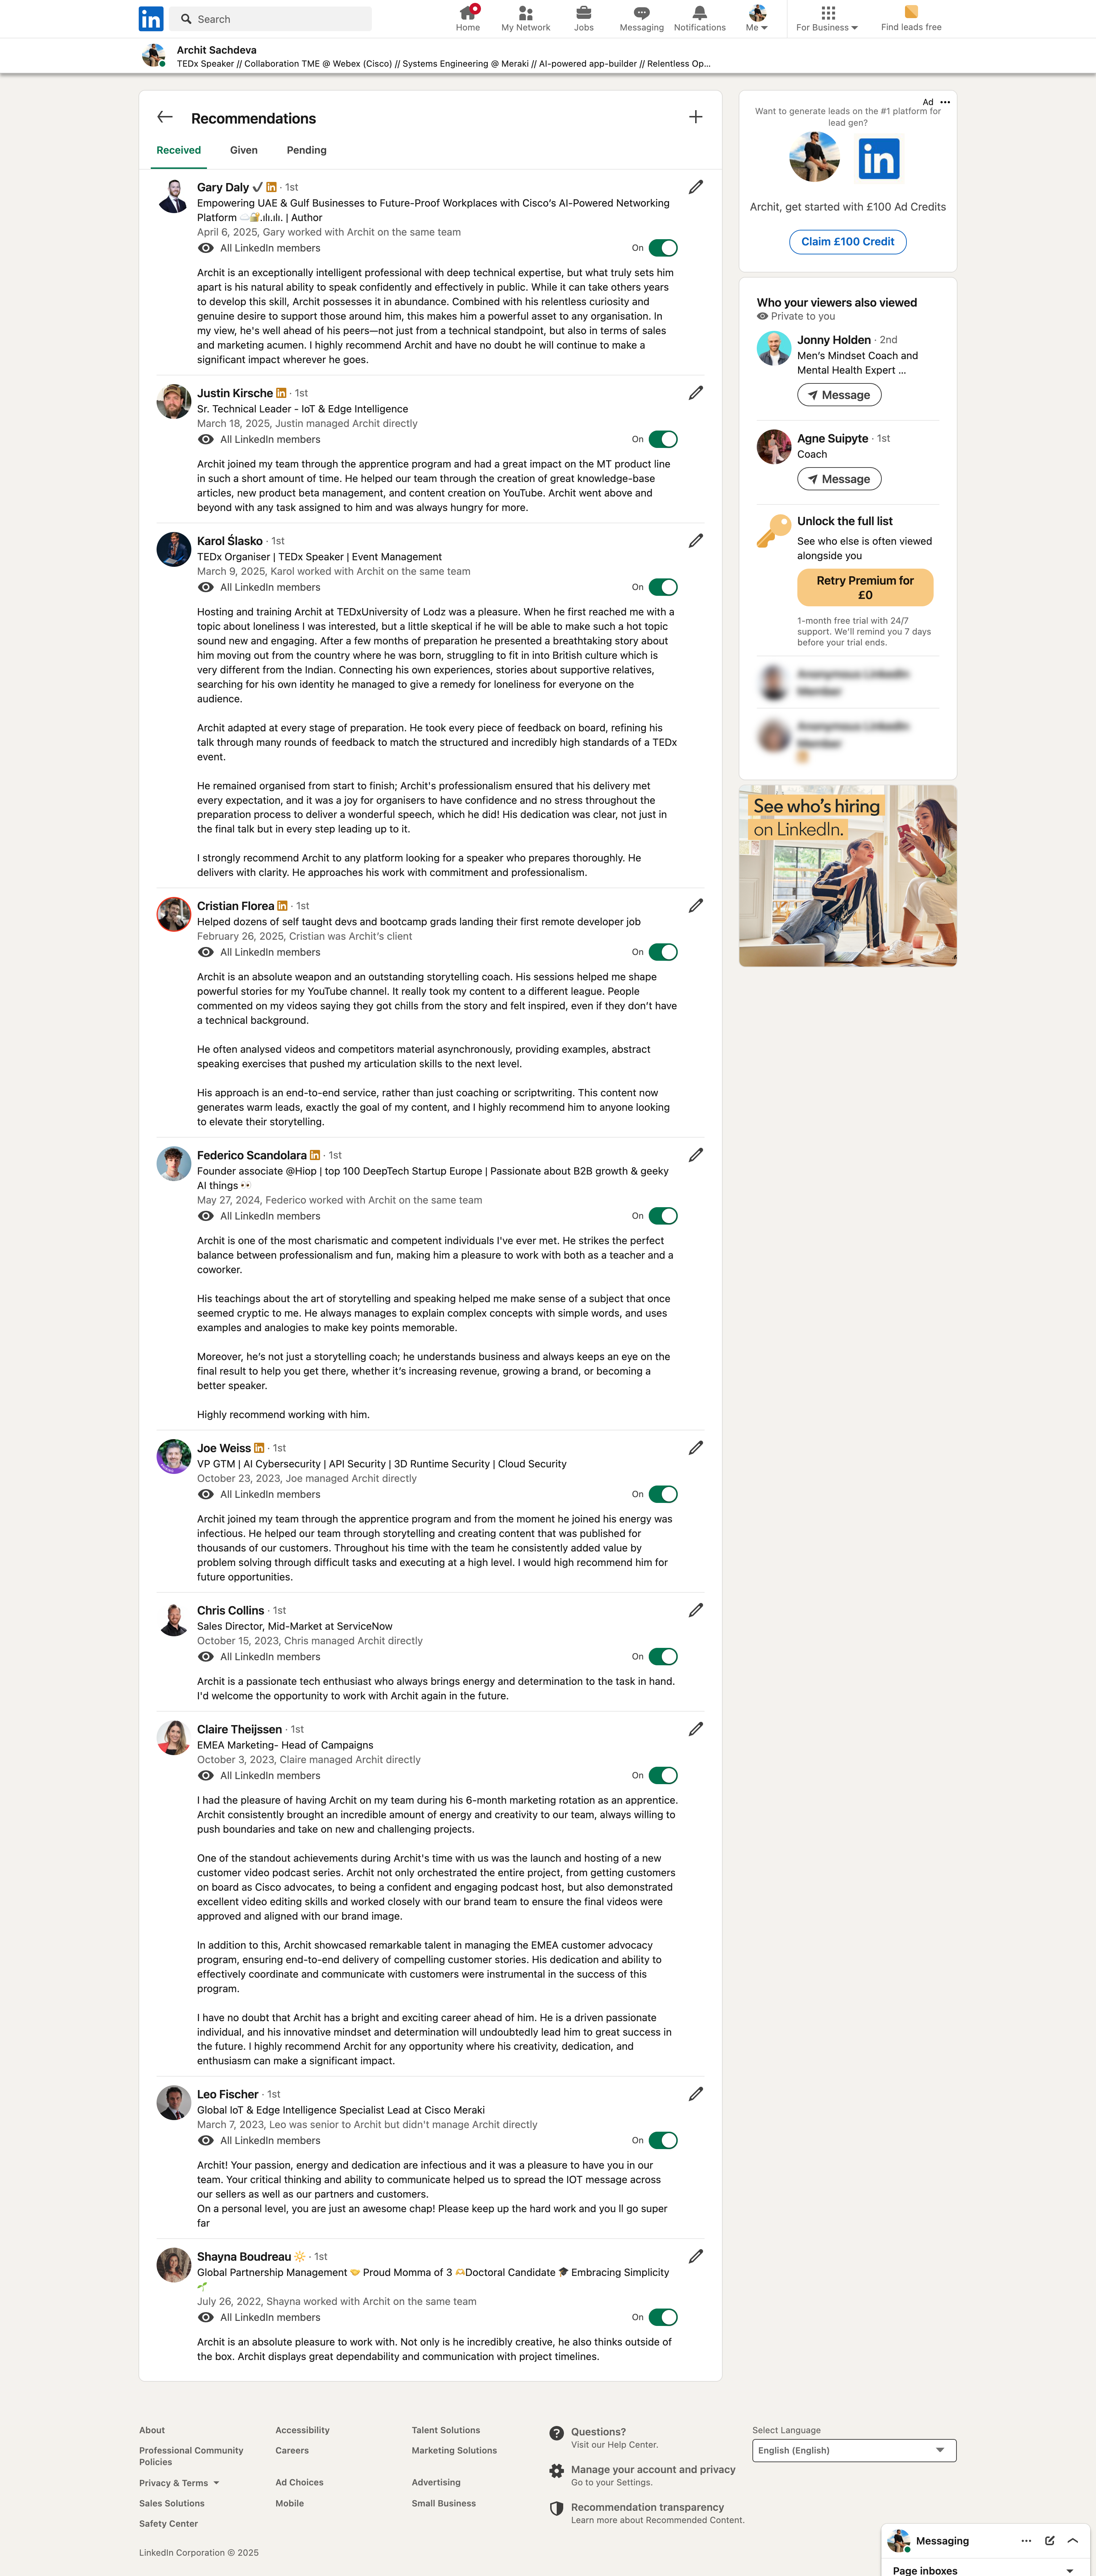 in
Search
Home
My Network
Jobs
Messaging
Notifications
Me
For Business
Find leads free
Archit Sachdeva
TEDx Speaker // Collaboration TME @ Webex (Cisco) // Systems Engineering @ Meraki // AI-powered app-builder // Relentless Op...
Recommendations
Received
Given
Pending
Gary Daly in · 1st
Empowering UAE & Gulf Businesses to Future-Proof Workplaces with Cisco's AI-Powered Networking
Platform ☁️🔐.ı|ı.ı|ı. | Author
April 6, 2025, Gary worked with Archit on the same team
All LinkedIn members
On
Archit is an exceptionally intelligent professional with deep technical expertise, but what truly sets him
apart is his natural ability to speak confidently and effectively in public. While it can take others years
to develop this skill, Archit possesses it in abundance. Combined with his relentless curiosity and
genuine desire to support those around him, this makes him a powerful asset to any organisation. In
my view, he's well ahead of his peers—not just from a technical standpoint, but also in terms of sales
and marketing acumen. I highly recommend Archit and have no doubt he will continue to make a
significant impact wherever he goes.
Justin Kirsche in · 1st
Sr. Technical Leader - IoT & Edge Intelligence
March 18, 2025, Justin managed Archit directly
All LinkedIn members
On
Archit joined my team through the apprentice program and had a great impact on the MT product line
in such a short amount of time. He helped our team through the creation of great knowledge-base
articles, new product beta management, and content creation on YouTube. Archit went above and
beyond with any task assigned to him and was always hungry for more.
Karol Ślasko · 1st
TEDx Organiser | TEDx Speaker | Event Management
March 9, 2025, Karol worked with Archit on the same team
All LinkedIn members
On
Hosting and training Archit at TEDxUniversity of Lodz was a pleasure. When he first reached me with a
topic about loneliness I was interested, but a little skeptical if he will be able to make such a hot topic
sound new and engaging. After a few months of preparation he presented a breathtaking story about
him moving out from the country where he was born, struggling to fit in into British culture which is
very different from the Indian. Connecting his own experiences, stories about supportive relatives,
searching for his own identity he managed to give a remedy for loneliness for everyone on the
audience.
Archit adapted at every stage of preparation. He took every piece of feedback on board, refining his
talk through many rounds of feedback to match the structured and incredibly high standards of a TEDx
event.
He remained organised from start to finish; Archit's professionalism ensured that his delivery met
every expectation, and it was a joy for organisers to have confidence and no stress throughout the
preparation process to deliver a wonderful speech, which he did! His dedication was clear, not just in
the final talk but in every step leading up to it.
I strongly recommend Archit to any platform looking for a speaker who prepares thoroughly. He
delivers with clarity. He approaches his work with commitment and professionalism.
Cristian Florea in · 1st
Helped dozens of self taught devs and bootcamp grads landing their first remote developer job
February 26, 2025, Cristian was Archit's client
All LinkedIn members
On
Archit is an absolute weapon and an outstanding storytelling coach. His sessions helped me shape
powerful stories for my YouTube channel. It really took my content to a different league. People
commented on my videos saying they got chills from the story and felt inspired, even if they don't have
a technical background.
He often analysed videos and competitors material asynchronously, providing examples, abstract
speaking exercises that pushed my articulation skills to the next level.
His approach is an end-to-end service, rather than just coaching or scriptwriting. This content now
generates warm leads, exactly the goal of my content, and I highly recommend him to anyone looking
to elevate their storytelling.
Federico Scandolara in · 1st
Founder associate @Hiop | top 100 DeepTech Startup Europe | Passionate about B2B growth & geeky
AI things 👀
May 27, 2024, Federico worked with Archit on the same team
All LinkedIn members
On
Archit is one of the most charismatic and competent individuals I've ever met. He strikes the perfect
balance between professionalism and fun, making him a pleasure to work with both as a teacher and a
coworker.
His teachings about the art of storytelling and speaking helped me make sense of a subject that once
seemed cryptic to me. He always manages to explain complex concepts with simple words, and uses
examples and analogies to make key points memorable.
Moreover, he's not just a storytelling coach; he understands business and always keeps an eye on the
final result to help you get there, whether it's increasing revenue, growing a brand, or becoming a
better speaker.
Highly recommend working with him.
Joe Weiss in · 1st
VP GTM | AI Cybersecurity | API Security | 3D Runtime Security | Cloud Security
October 23, 2023, Joe managed Archit directly
All LinkedIn members
On
Archit joined my team through the apprentice program and from the moment he joined his energy was
infectious. He helped our team through storytelling and creating content that was published for
thousands of our customers. Throughout his time with the team he consistently added value by
problem solving through difficult tasks and executing at a high level. I would high recommend him for
future opportunities.
Chris Collins · 1st
Sales Director, Mid-Market at ServiceNow
October 15, 2023, Chris managed Archit directly
All LinkedIn members
On
Archit is a passionate tech enthusiast who always brings energy and determination to the task in hand.
I'd welcome the opportunity to work with Archit again in the future.
Claire Theijssen · 1st
EMEA Marketing- Head of Campaigns
October 3, 2023, Claire managed Archit directly
All LinkedIn members
On
I had the pleasure of having Archit on my team during his 6-month marketing rotation as an apprentice.
Archit consistently brought an incredible amount of energy and creativity to our team, always willing to
push boundaries and take on new and challenging projects.
One of the standout achievements during Archit's time with us was the launch and hosting of a new
customer video podcast series. Archit not only orchestrated the entire project, from getting customers
on board as Cisco advocates, to being a confident and engaging podcast host, but also demonstrated
excellent video editing skills and worked closely with our brand team to ensure the final videos were
approved and aligned with our brand image.
In addition to this, Archit showcased remarkable talent in managing the EMEA customer advocacy
program, ensuring end-to-end delivery of compelling customer stories. His dedication and ability to
effectively coordinate and communicate with customers were instrumental in the success of this
program.
I have no doubt that Archit has a bright and exciting career ahead of him. He is a driven passionate
individual, and his innovative mindset and determination will undoubtedly lead him to great success in
the future. I highly recommend Archit for any opportunity where his creativity, dedication, and
enthusiasm can make a significant impact.
Leo Fischer · 1st
Global IoT & Edge Intelligence Specialist Lead at Cisco Meraki
March 7, 2023, Leo was senior to Archit but didn't manage Archit directly
All LinkedIn members
On
Archit! Your passion, energy and dedication are infectious and it was a pleasure to have you in our
team. Your critical thinking and ability to communicate helped us to spread the IOT message across
our sellers as well as our partners and customers.
On a personal level, you are just an awesome chap! Please keep up the hard work and you ll go super
far
Shayna Boudreau 🔆 · 1st
Global Partnership Management 🤝 Proud Momma of 3 🫶Doctoral Candidate 🎓 Embracing Simplicity
🌱
July 26, 2022, Shayna worked with Archit on the same team
All LinkedIn members
On
Archit is an absolute pleasure to work with. Not only is he incredibly creative, he also thinks outside of
the box. Archit displays great dependability and communication with project timelines.
Ad
Want to generate leads on the #1 platform for
lead gen?
in
Archit, get started with £100 Ad Credits
Claim £100 Credit
Who your viewers also viewed
Private to you
Jonny Holden · 2nd
Men's Mindset Coach and
Mental Health Expert ...
Message
Agne Suipyte · 1st
Coach
Message
Unlock the full list
See who else is often viewed
alongside you
Retry Premium for
£0
1-month free trial with 24/7
support. We'll remind you 7 days
before your trial ends.
Anonymous LinkedIn
Member
Anonymous LinkedIn
Member
See who's hiring
on LinkedIn.
About
Accessibility
Talent Solutions
Professional Community
Policies
Careers
Marketing Solutions
Privacy & Terms
Ad Choices
Advertising
Sales Solutions
Mobile
Small Business
Safety Center
Questions?
Visit our Help Center.
Manage your account and privacy
Go to your Settings.
Recommendation transparency
Learn more about Recommended Content.
Select Language
English (English)
LinkedIn Corporation © 2025
Messaging
Page inboxes